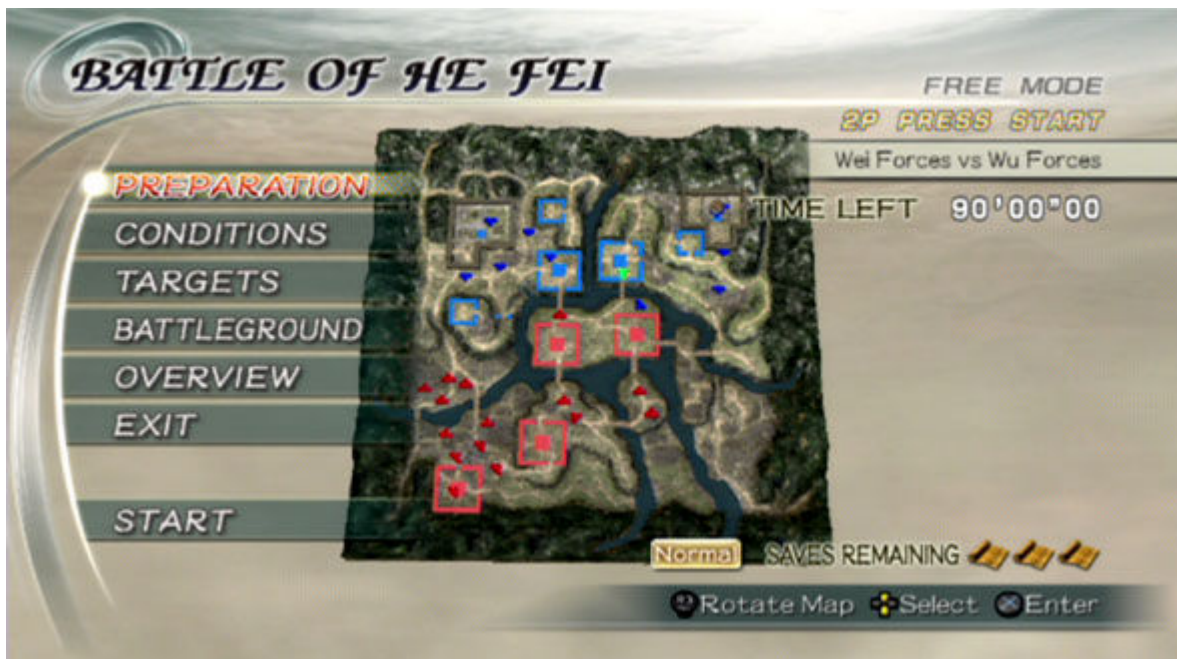 BATTLE OF HE FEI
FREE MODE
2P PRESS START
Wei Forces vs Wu Forces
TIME LEFT 90'00"00
PREPARATION
CONDITIONS
TARGETS
BATTLEGROUND
OVERVIEW
EXIT
START
Normal SAVES REMAINING
Rotate Map Select Enter